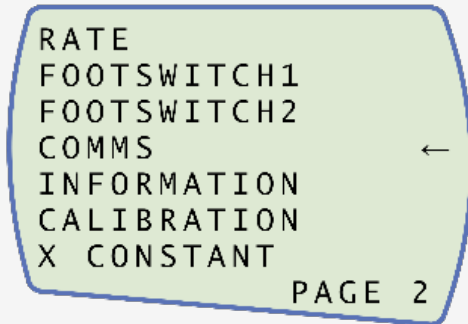 RATE
FOOTSWITCH1
FOOTSWITCH2
COMMS ←
INFORMATION
CALIBRATION
X CONSTANT
PAGE 2